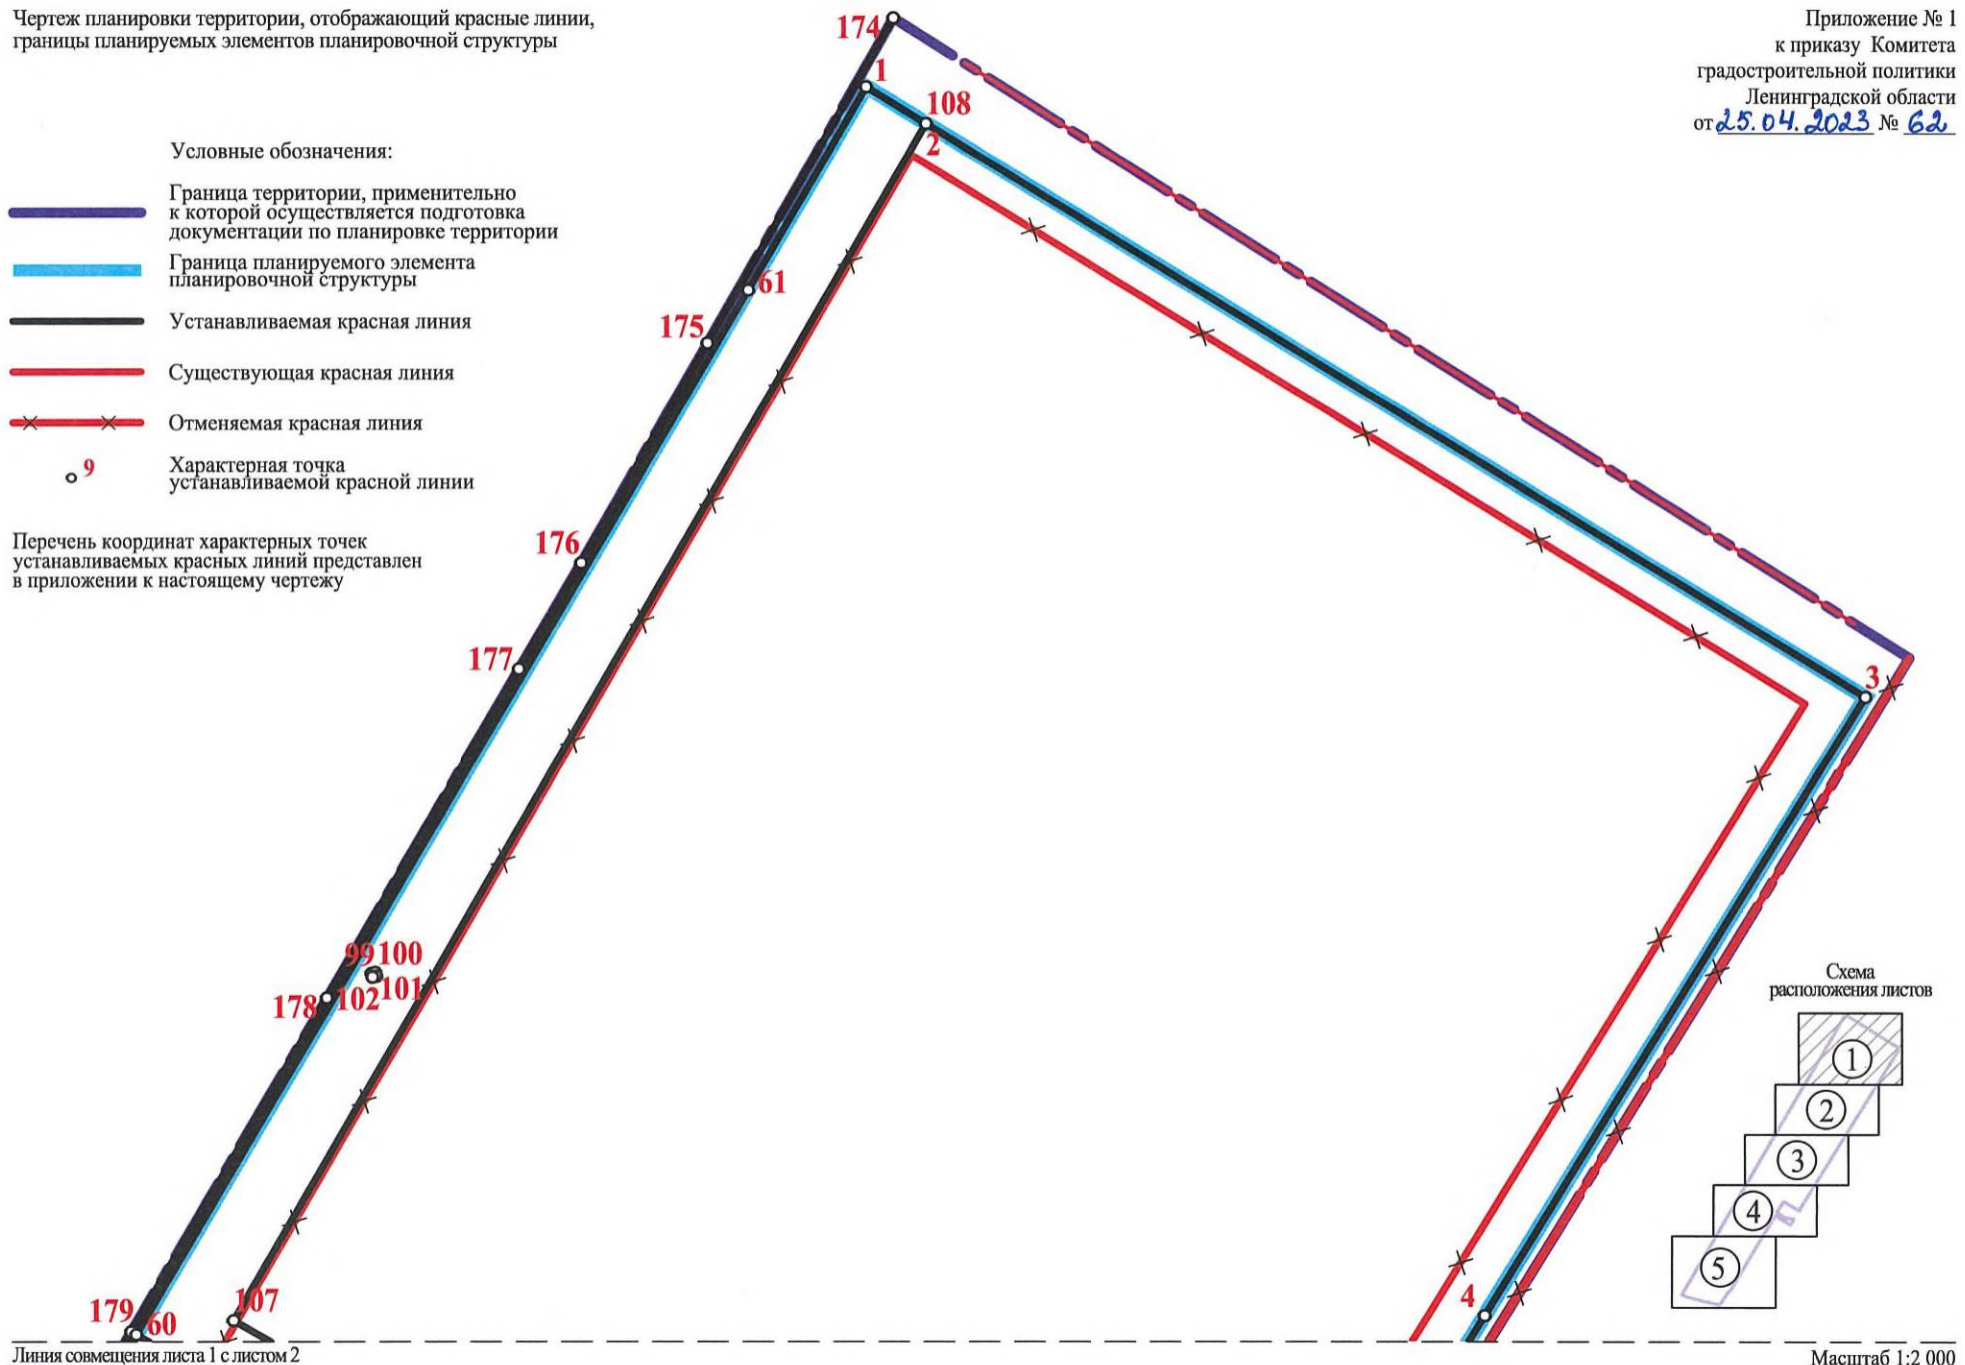 Чертеж планировки территории, отображающий красные линии,
границы планируемых элементов планировочной структуры
Приложение № 1
к приказу Комитета
градостроительной политики
Ленинградской области
от 25.04.2023 № 62
Условные обозначения:
Граница территории, применительно
к которой осуществляется подготовка
документации по планировке территории
Граница планируемого элемента
планировочной структуры
Устанавливаемая красная линия
Существующая красная линия
Отменяемая красная линия
9
Характерная точка
устанавливаемой красной линии
Перечень координат характерных точек
устанавливаемых красных линий представлен
в приложении к настоящему чертежу
174
1
108
2
61
175
176
177
3
99 100
102 101
178
179
60
107
4
Схема
расположения листов
1
2
3
4
5
Линия совмещения листа 1 с листом 2
Масштаб 1:2 000